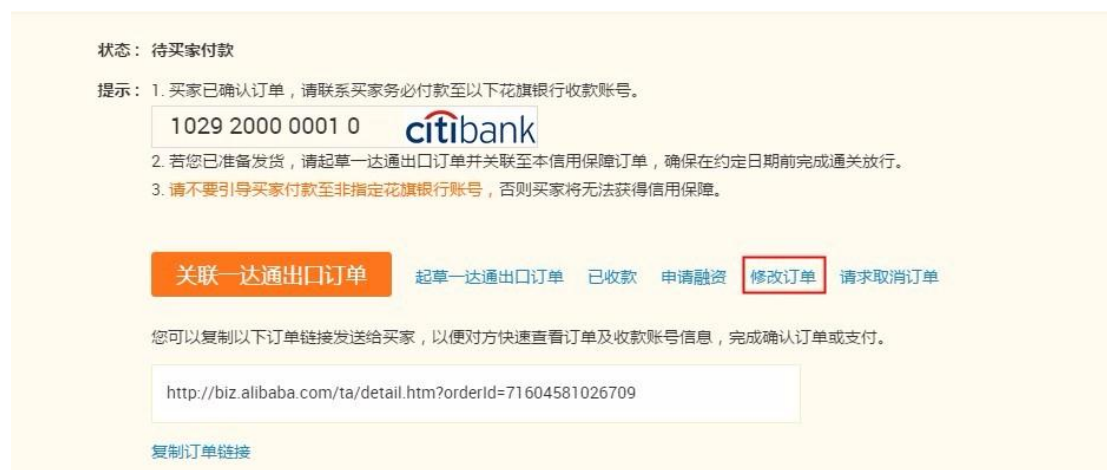 状态：待买家付款
提示：1. 买家已确认订单，请联系买家务必付款至以下花旗银行收款账号。
1029 2000 0001 0 citibank
2. 若您已准备发货，请起草一达通出口订单并关联至本信用保障订单，确保在约定日期前完成通关放行。
3. 请不要引导买家付款至非指定花旗银行账号，否则买家将无法获得信用保障。
关联一达通出口订单 起草一达通出口订单 已收款 申请融资 修改订单 请求取消订单
您可以复制以下订单链接发送给买家，以便对方快速查看订单及收款账号信息，完成确认订单或支付。
http://biz.alibaba.com/ta/detail.htm?orderId=71604581026709
复制订单链接